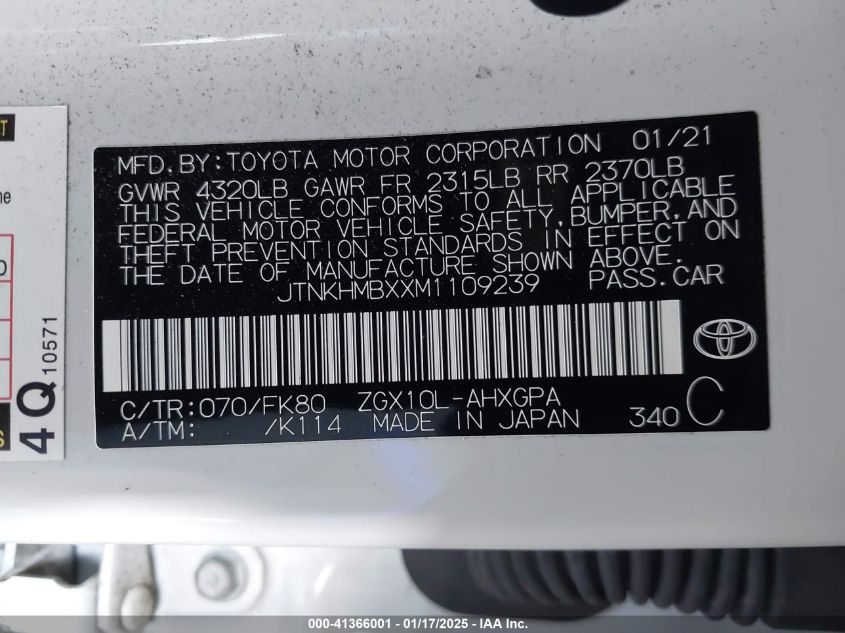 MFD.BY:TOYOTA MOTOR CORPORATION 01/21
GVWR 4320LB GAWR FR 2315LB RR 2370LB
THIS VEHICLE CONFORMS TO ALL APPLICABLE
FEDERAL MOTOR VEHICLE SAFETY,BUMPER,AND
THEFT PREVENTION STANDARDS IN EFFECT ON
THE DATE OF MANUFACTURE SHOWN ABOVE.
JTNKHMBXXM1109239 PASS.CAR
C/TR:070/FK80 ZGX10L-AHXGPA
A/TM: /K114 MADE IN JAPAN 340 C
4Q 10571
000-41366001 - 01/17/2025 - IAA Inc.